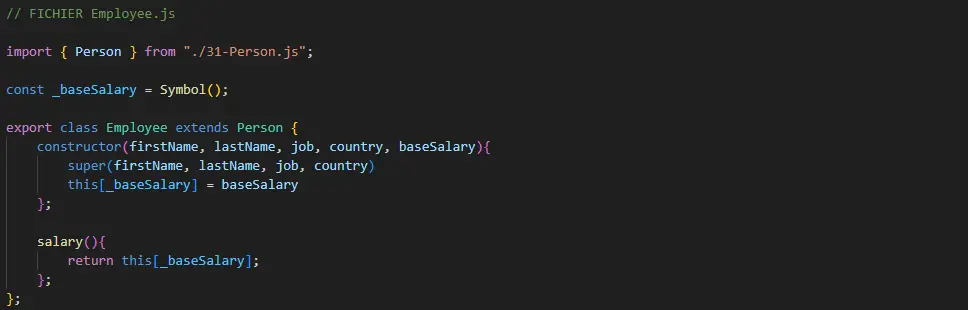 // FICHIER Employee.js
import { Person } from "./31-Person.js";
const _baseSalary = Symbol();
export class Employee extends Person {
constructor(firstName, lastName, job, country, baseSalary){
super(firstName, lastName, job, country)
this[_baseSalary] = baseSalary
};
salary(){
return this[_baseSalary];
};
};